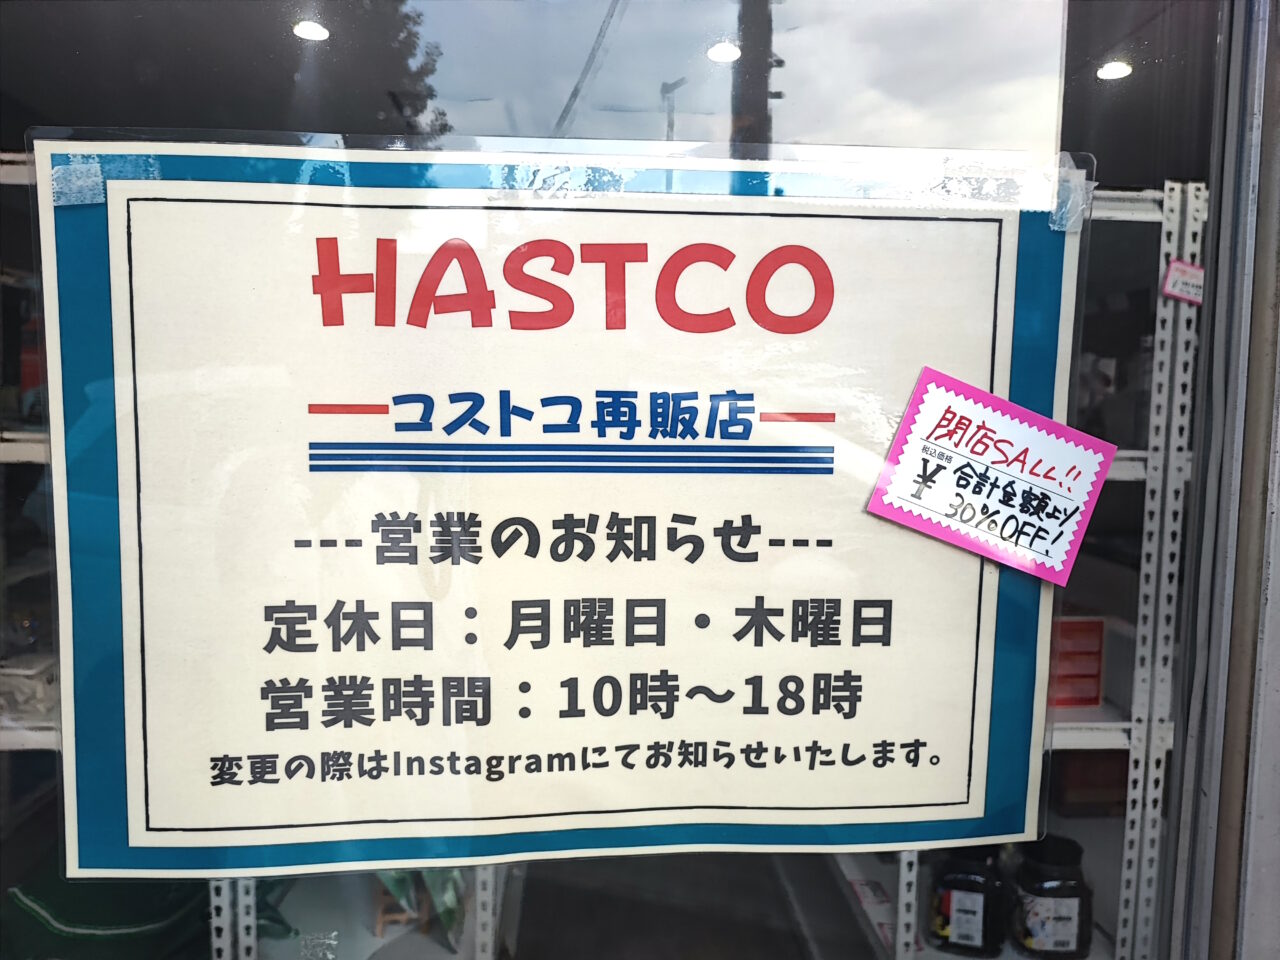 HASTCO
コストコ再販店
---営業のお知らせ---
定休日：月曜日・木曜日
営業時間：10時～18時
変更の際はInstagramにてお知らせいたします。
閉店SALL!!
税込価格
¥ 合計金額より
30%OFF!